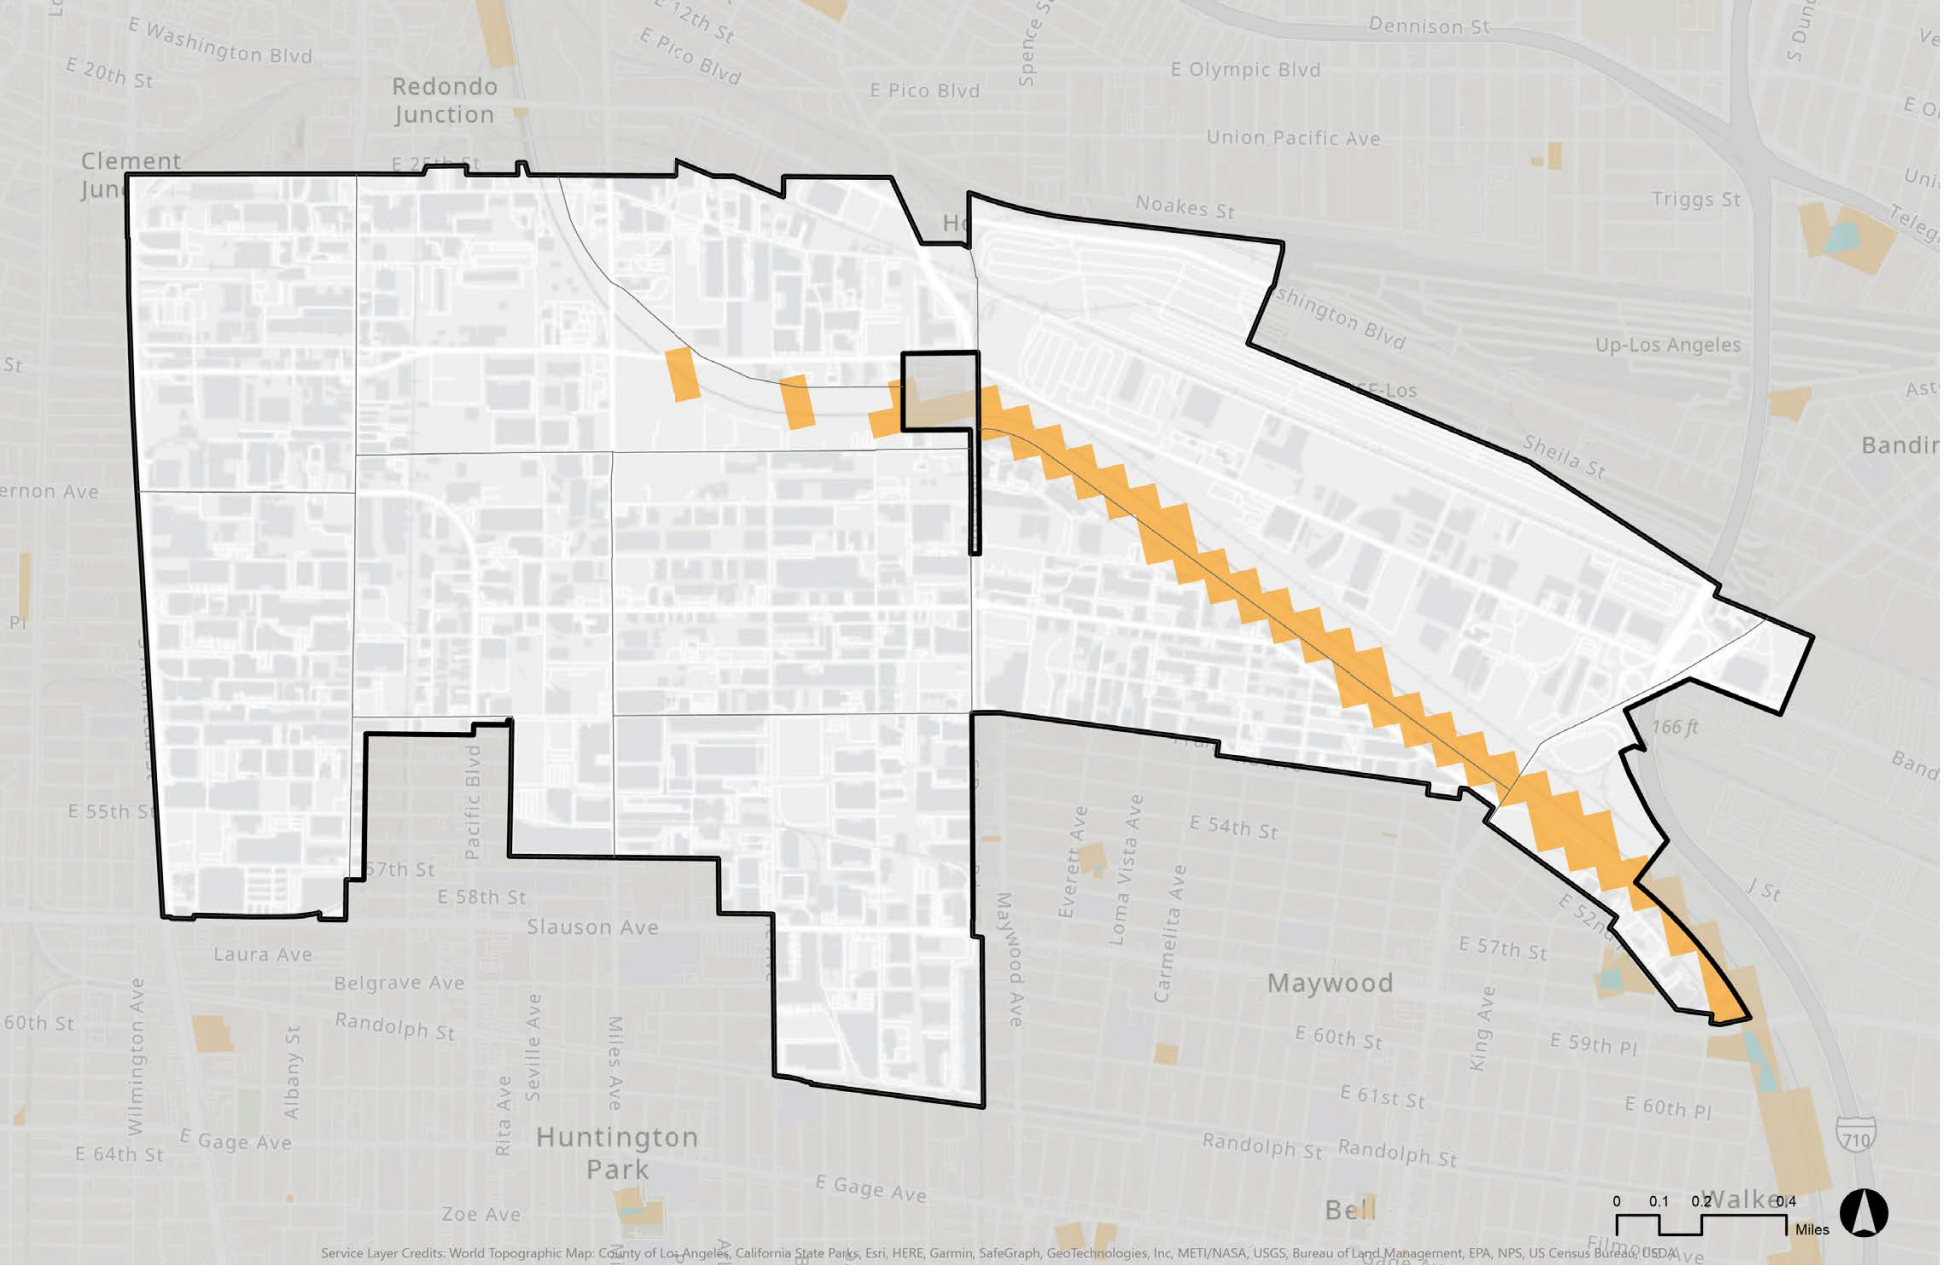 E 12th St
E Washington Blvd
Dennison St
E 20th St
E Pico Blvd
E Olympic Blvd
Redondo
Junction
E Pico Blvd
Union Pacific Ave
Clement
E 25th St
Triggs St
Noakes St
Up-Los Angeles
Sheila St
166 ft
E 55th St
Pacific Blvd
57th St
E 58th St
Slauson Ave
Everett Ave
Loma Vista Ave
Carmelita Ave
E 54th St
J St
E 57th St
Maywood Ave
Laura Ave
Belgrave Ave
Maywood
King Ave
60th St
Wilmington Ave
Albany St
Randolph St
Seville Ave
Miles Ave
E 60th St
E 59th Pl
Rita Ave
E 61st St
E 60th Pl
E Gage Ave
E 64th St
Huntington
Park
Randolph St
Randolph St
710
E Gage Ave
Zoe Ave
Bell
0 0.1 0.2 0.4
Miles
Service Layer Credits: World Topographic Map: County of Los Angeles, California State Parks, Esri, HERE, Garmin, SafeGraph, GeoTechnologies, Inc, METI/NASA, USGS, Bureau of Land Management, EPA, NPS, US Census Bureau, USDA